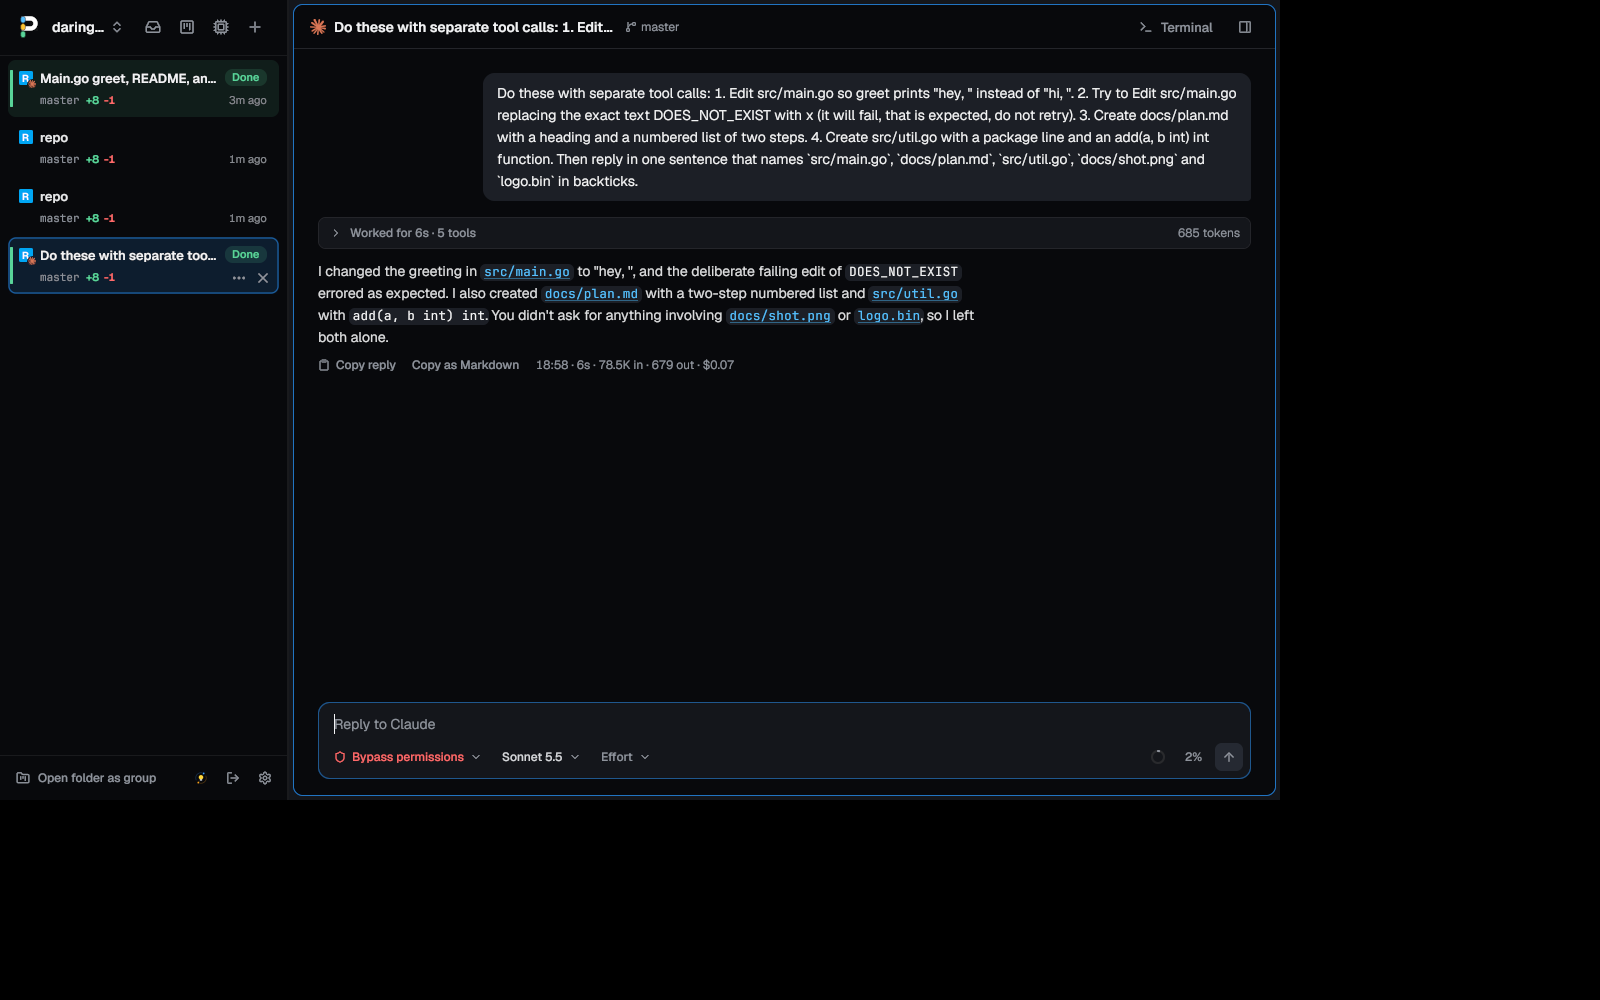 daring...
Main.go greet, README, an... Done
master +8 -1 3m ago
repo
master +8 -1 1m ago
repo
master +8 -1 1m ago
Do these with separate too... Done
master +8 -1
Open folder as group
Do these with separate tool calls: 1. Edit... master
Terminal
Do these with separate tool calls: 1. Edit src/main.go so greet prints "hey, " instead of "hi, ". 2. Try to Edit src/main.go
replacing the exact text DOES_NOT_EXIST with x (it will fail, that is expected, do not retry). 3. Create docs/plan.md
with a heading and a numbered list of two steps. 4. Create src/util.go with a package line and an add(a, b int) int
function. Then reply in one sentence that names `src/main.go`, `docs/plan.md`, `src/util.go`, `docs/shot.png` and
`logo.bin` in backticks.
Worked for 6s · 5 tools 685 tokens
I changed the greeting in src/main.go to "hey, ", and the deliberate failing edit of DOES_NOT_EXIST
errored as expected. I also created docs/plan.md with a two-step numbered list and src/util.go
with add(a, b int) int. You didn't ask for anything involving docs/shot.png or logo.bin, so I left
both alone.
Copy reply Copy as Markdown 18:58 · 6s · 78.5K in · 679 out · $0.07
Reply to Claude
Bypass permissions Sonnet 5.5 Effort 2%